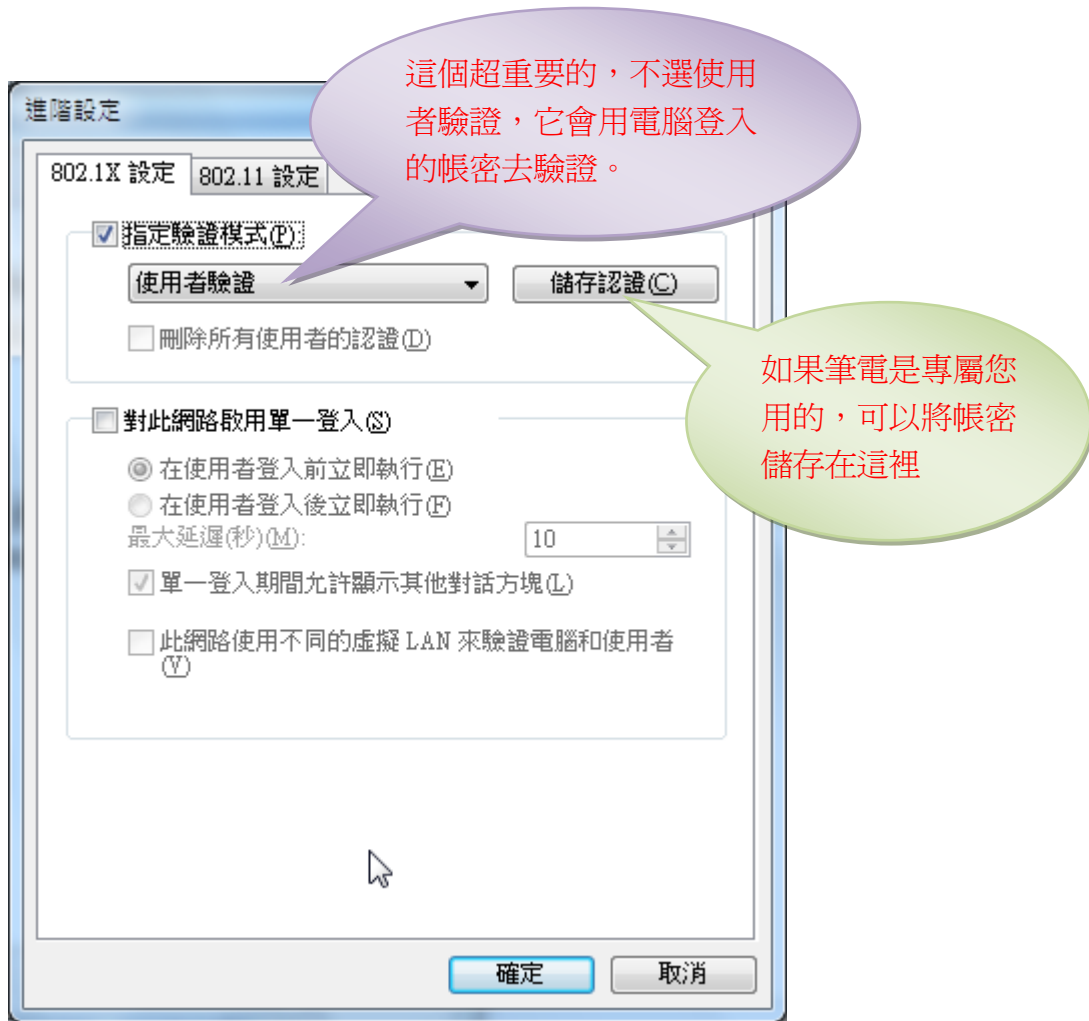 這個超重要的，不選使用
者驗證，它會用電腦登入
的帳密去驗證。
進階設定
802.1X 設定
802.11 設定
指定驗證模式(P):
使用者驗證
儲存認證(C)
刪除所有使用者的認證(D)
如果筆電是專屬您
用的，可以將帳密
儲存在這裡
對此網路啟用單一登入(S)
在使用者登入前立即執行(E)
在使用者登入後立即執行(F)
最大延遲(秒)(M):
10
單一登入期間允許顯示其他對話方塊(L)
此網路使用不同的虛擬 LAN 來驗證電腦和使用者
(V)
確定
取消